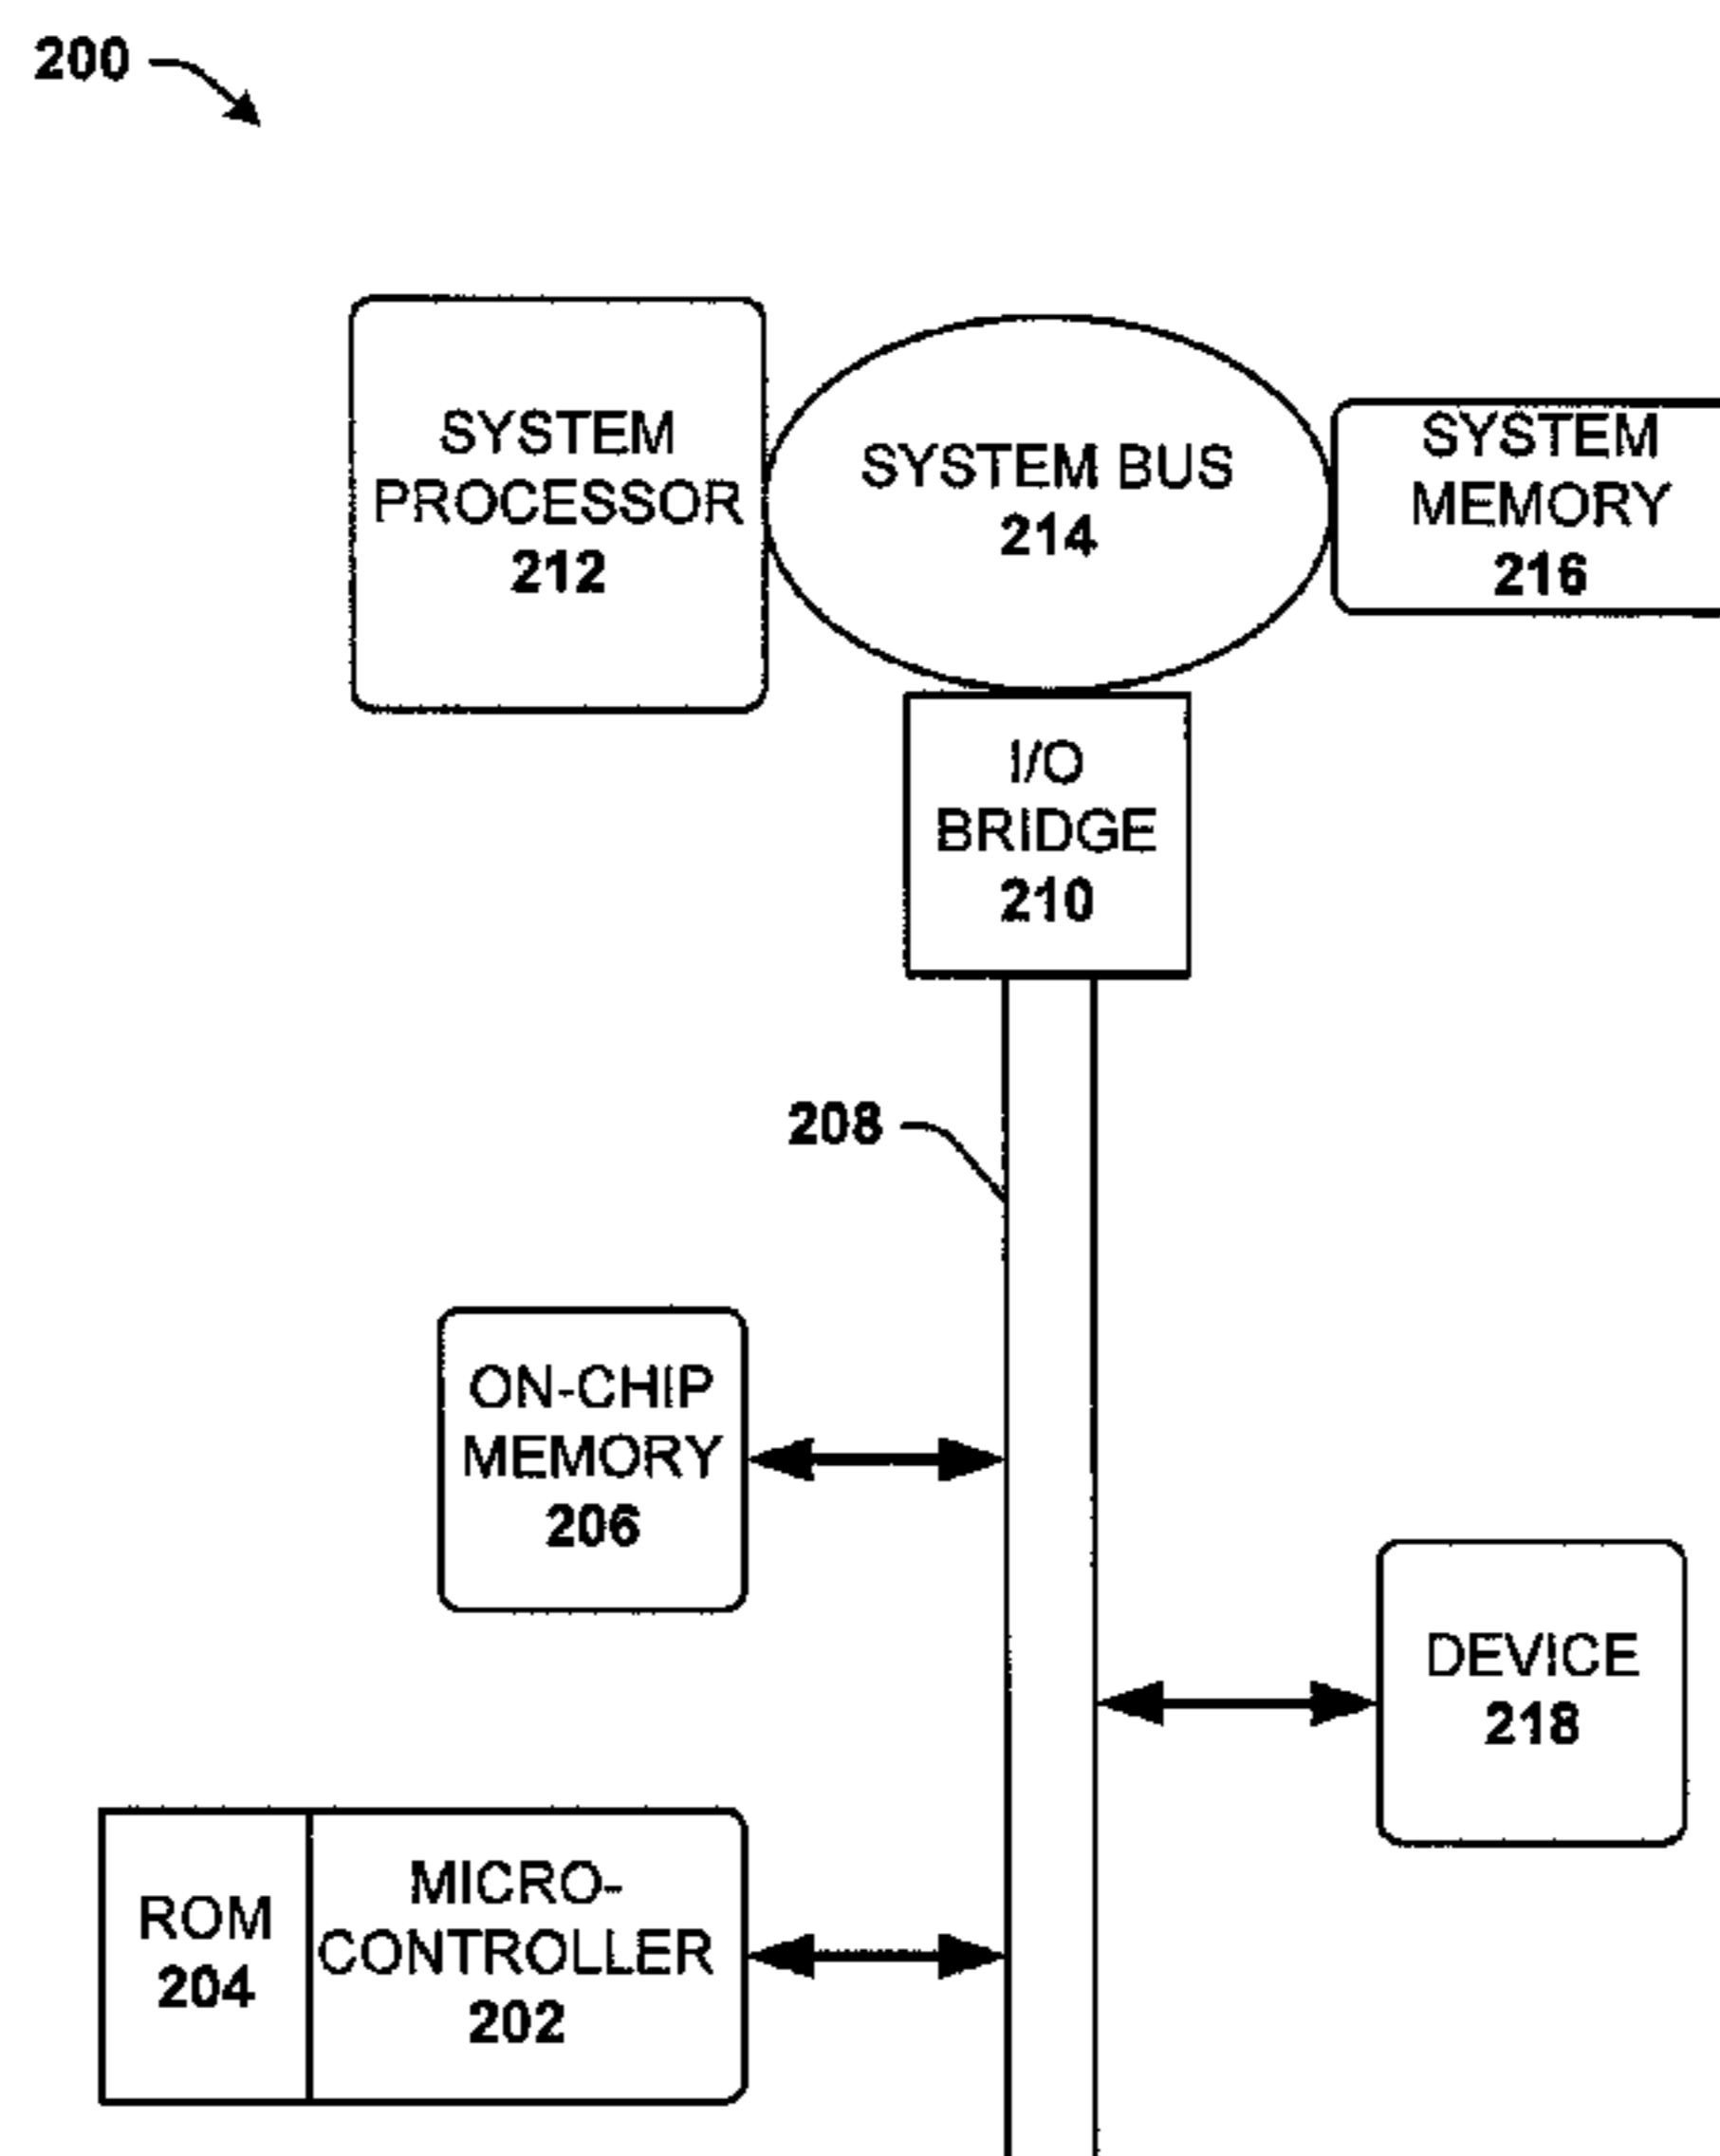 200
SYSTEM
PROCESSOR
212
SYSTEM BUS
214
SYSTEM
MEMORY
216
I/O
BRIDGE
210
208
ON-CHIP
MEMORY
206
DEVICE
218
ROM
204
MICRO-
CONTROLLER
202